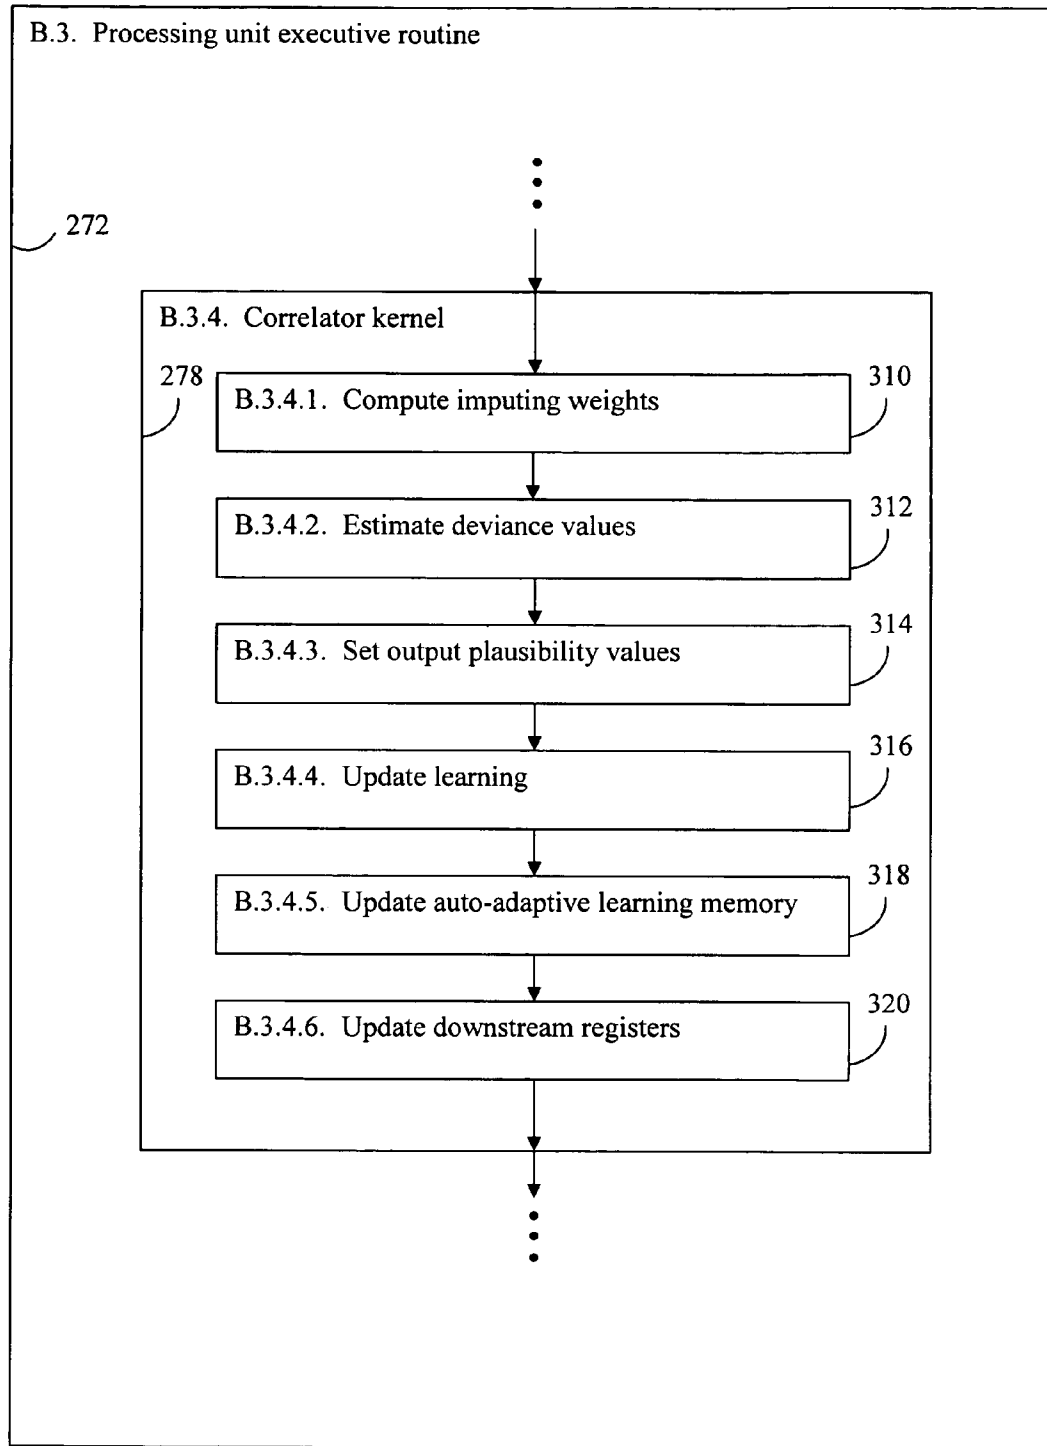 B.3. Processing unit executive routine
272
B.3.4. Correlator kernel
278
310
B.3.4.1. Compute imputing weights
312
B.3.4.2. Estimate deviance values
314
B.3.4.3. Set output plausibility values
316
B.3.4.4. Update learning
318
B.3.4.5. Update auto-adaptive learning memory
320
B.3.4.6. Update downstream registers